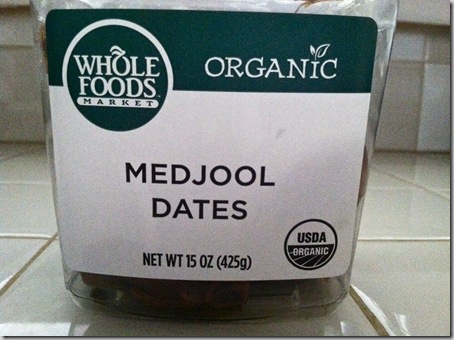 WHOLE
FOODS
MARKET
ORGANIC
MEDJOOL
DATES
NET WT 15 OZ (425g)
USDA
ORGANIC